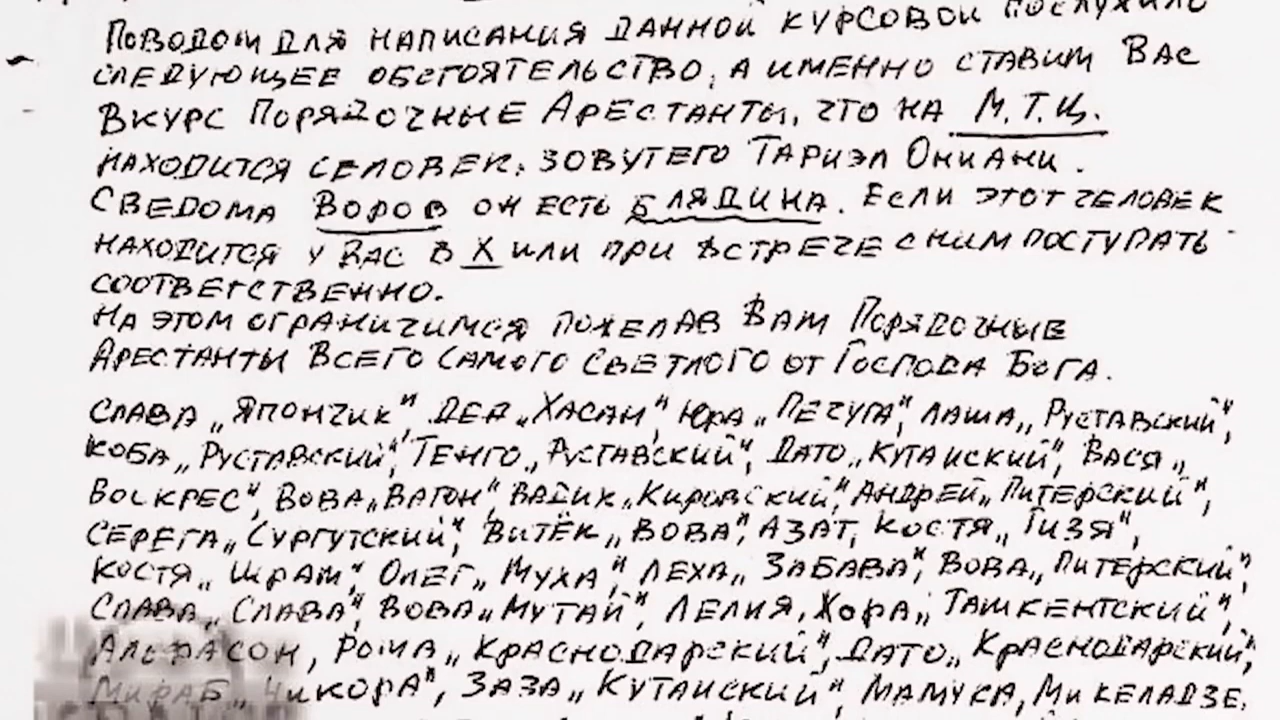 Поводом для написания данной курсовой послужило
следующее обстоятельство, а именно ставим Вас
Вкурс Порядочные Арестанты, что на М.Т.Ц.
находится селовек, зовутего Тариэл Ониани.
Сведома Воров он есть блядина. Если этот человек
находится у Вас в Х или при встрече с ним поступать
соответственно.
На этом ограничимся пожелав Вам Порядочные
Арестанты Всего Самого Светлого от Господа Бога.
Слава „Япончик", Дед „Хасан", Юра „Печуга", Лаша „Руставский",
Коба „Руставский", Тенго „Руставский", Дато „Кутаиский", Вася „
Воскрес", Вова „Вагон", Вадик „Кировский", Андрей „Питерский",
Серега „Сургутский", Витёк „Вова", Азат, Костя „Гизя",
Костя „Шрам", Олег „Муха", Леха „Забава", Вова „Питерский",
Слава „Слава", Вова „Мутай", Лелия, Хора „Ташкентский",
Альфасон, Рома „Краснодарский", Дато „Краснодарский",
Мираб „Чикора", Заза „Кутаиский", Мамука, Микеладзе,